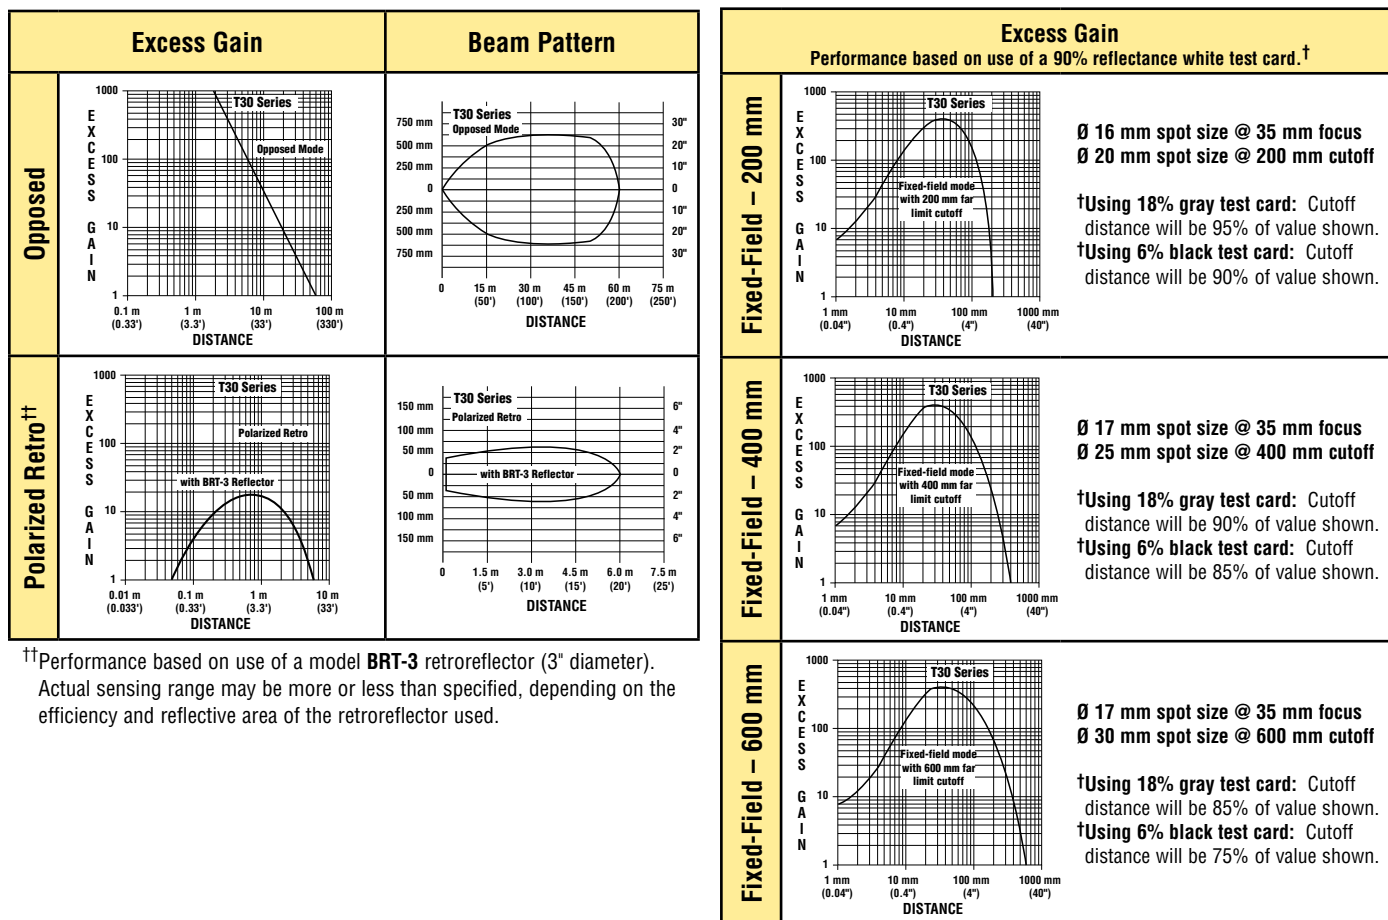 Excess Gain
Beam Pattern
Opposed
EXCESS GAIN
1000
100
10
1
T30 Series
Opposed Mode
0.1 m 1 m 10 m 100 m
(0.33') (3.3') (33') (330')
DISTANCE
T30 Series
Opposed Mode
750 mm
500 mm
250 mm
0
250 mm
500 mm
750 mm
30"
20"
10"
0
10"
20"
30"
0 15 m 30 m 45 m 60 m 75 m
(50') (100') (150') (200') (250')
DISTANCE
Polarized Retro††
EXCESS GAIN
1000
100
10
1
T30 Series
Polarized Retro
with BRT-3 Reflector
0.01 m 0.1 m 1 m 10 m
(0.033') (0.33') (3.3') (33')
DISTANCE
T30 Series
Polarized Retro
with BRT-3 Reflector
150 mm
100 mm
50 mm
0
50 mm
100 mm
150 mm
6"
4"
2"
0
2"
4"
6"
0 1.5 m 3.0 m 4.5 m 6.0 m 7.5 m
(5') (10') (15') (20') (25')
DISTANCE
††Performance based on use of a model BRT-3 retroreflector (3" diameter).
Actual sensing range may be more or less than specified, depending on the
efficiency and reflective area of the retroreflector used.
Excess Gain
Performance based on use of a 90% reflectance white test card.†
Fixed-Field – 200 mm
EXCESS GAIN
1000
100
10
1
T30 Series
Fixed-field mode
with 200 mm far
limit cutoff
1 mm 10 mm 100 mm 1000 mm
(0.04") (0.4") (4") (40")
DISTANCE
Ø 16 mm spot size @ 35 mm focus
Ø 20 mm spot size @ 200 mm cutoff
†Using 18% gray test card: Cutoff
distance will be 95% of value shown.
†Using 6% black test card: Cutoff
distance will be 90% of value shown.
Fixed-Field – 400 mm
EXCESS GAIN
1000
100
10
1
T30 Series
Fixed-field mode
with 400 mm far
limit cutoff
1 mm 10 mm 100 mm 1000 mm
(0.04") (0.4") (4") (40")
DISTANCE
Ø 17 mm spot size @ 35 mm focus
Ø 25 mm spot size @ 400 mm cutoff
†Using 18% gray test card: Cutoff
distance will be 90% of value shown.
†Using 6% black test card: Cutoff
distance will be 85% of value shown.
Fixed-Field – 600 mm
EXCESS GAIN
1000
100
10
1
T30 Series
Fixed-field mode
with 600 mm far
limit cutoff
1 mm 10 mm 100 mm 1000 mm
(0.04") (0.4") (4") (40")
DISTANCE
Ø 17 mm spot size @ 35 mm focus
Ø 30 mm spot size @ 600 mm cutoff
†Using 18% gray test card: Cutoff
distance will be 85% of value shown.
†Using 6% black test card: Cutoff
distance will be 75% of value shown.